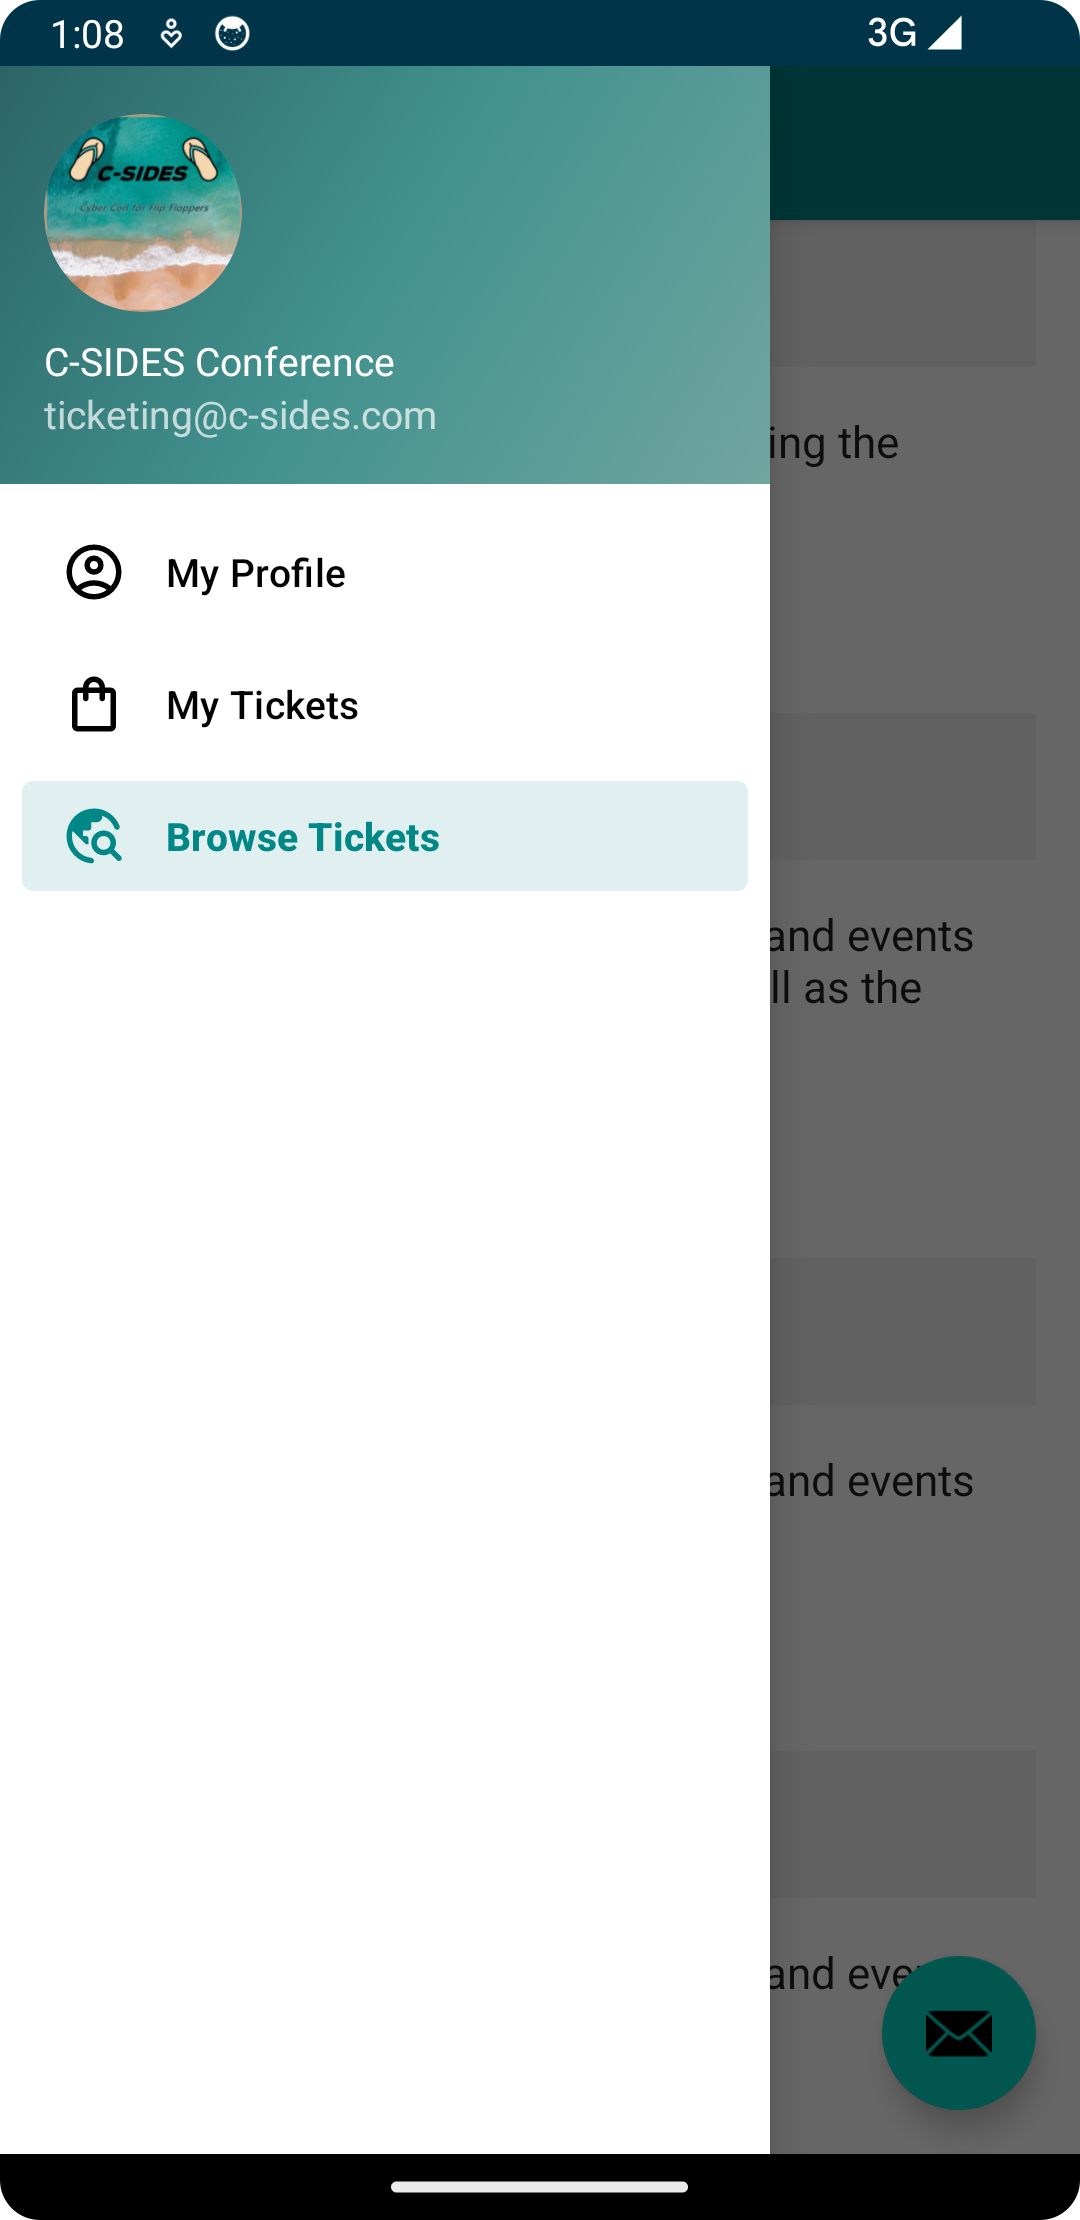 1:08
3G
C-SIDES
Cyber Con for Flip Floppers
C-SIDES Conference
ticketing@c-sides.com
ing the
My Profile
My Tickets
Browse Tickets
and events
ll as the
and events
and eve